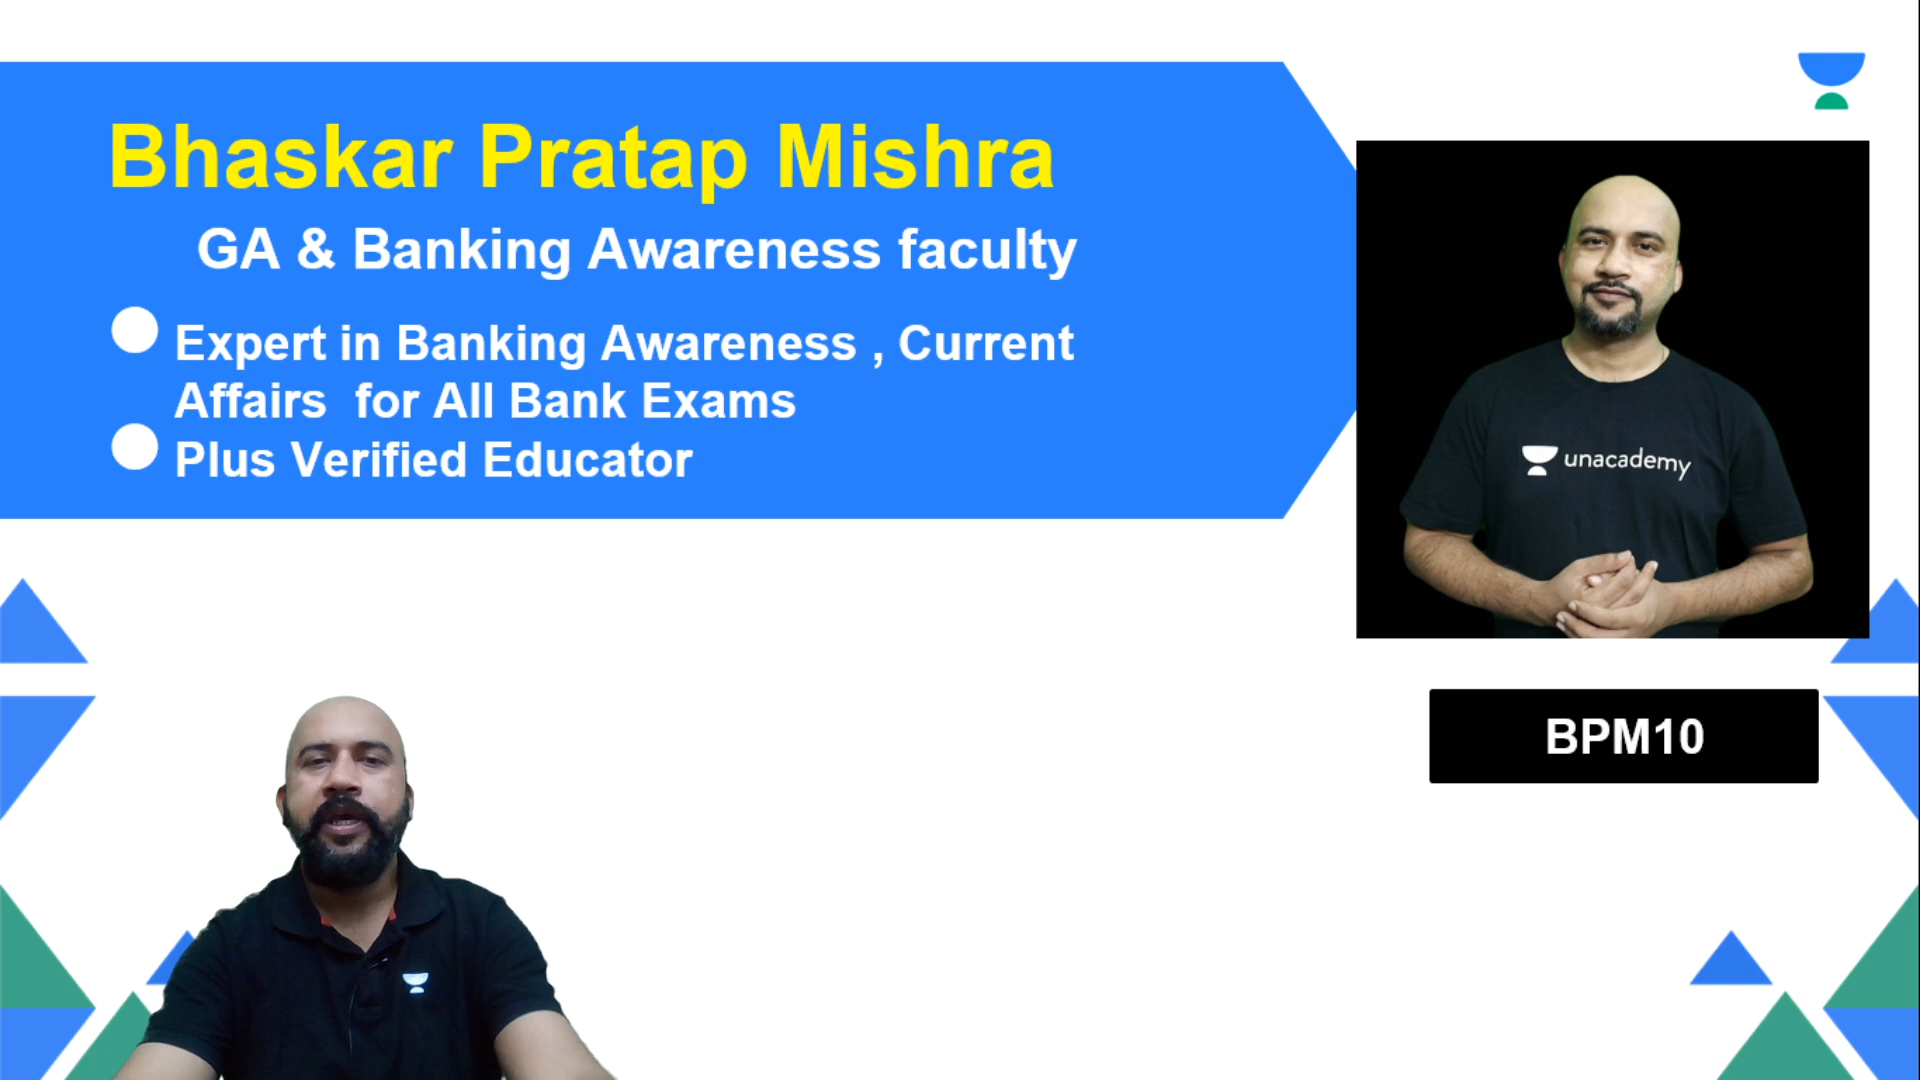 Bhaskar Pratap Mishra
GA & Banking Awareness faculty
Expert in Banking Awareness , Current
Affairs  for All Bank Exams
Plus Verified Educator
unacademy
BPM10